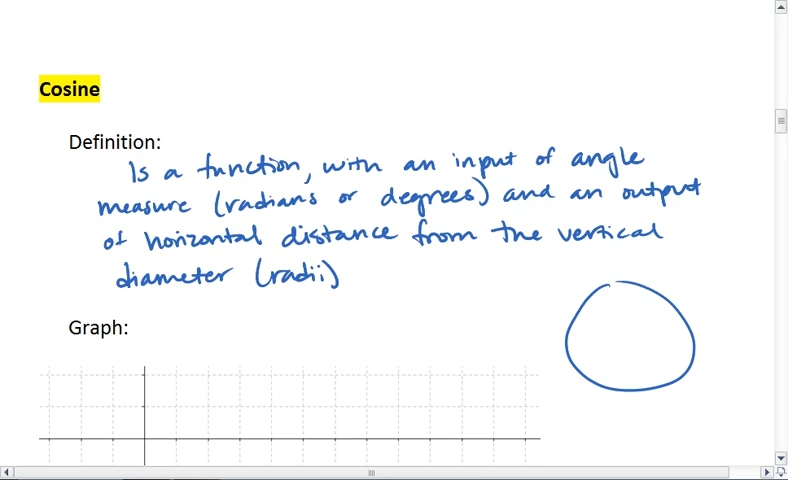 Cosine
Definition:
Is a function, with an input of angle
measure (radians or degrees) and an output
of horizontal distance from the vertical
diameter (radii)
Graph: